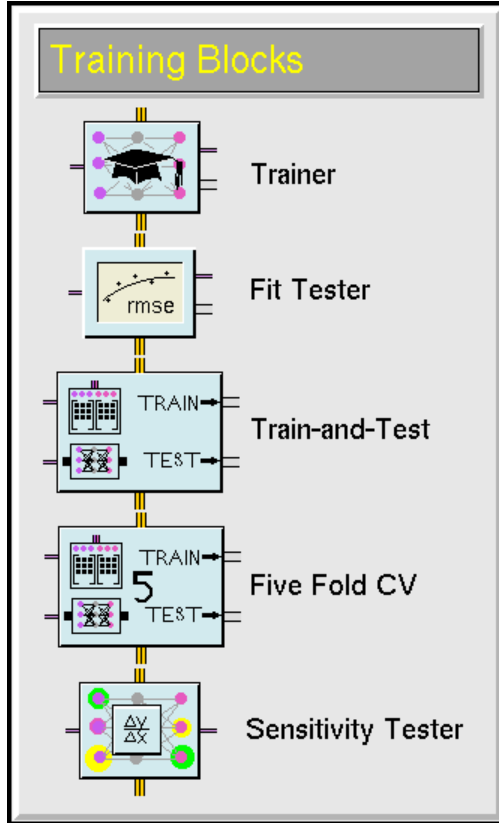 Training Blocks
Trainer
rmse
Fit Tester
TRAIN
TEST
Train-and-Test
TRAIN
5
TEST
Five Fold CV
Δy
Δx
Sensitivity Tester